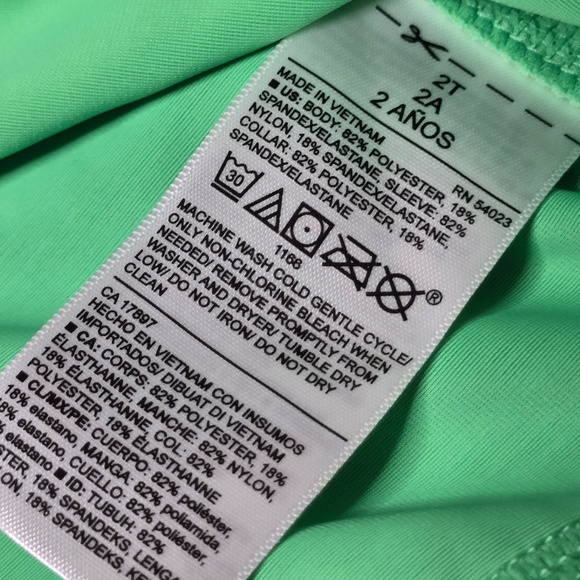 2T
2A
2 AÑOS
MADE IN VIETNAM RN 54023
■ US: BODY: 82% POLYESTER, 18%
SPANDEX/ELASTANE, SLEEVE: 82%
NYLON, 18% SPANDEX/ELASTANE,
COLLAR: 82% POLYESTER, 18%
SPANDEX/ELASTANE
30
®
1166
MACHINE WASH COLD GENTLE CYCLE/
ONLY NON-CHLORINE BLEACH WHEN
NEEDED/ REMOVE PROMPTLY FROM
WASHER AND DRYER/ TUMBLE DRY
LOW/ DO NOT IRON/ DO NOT DRY
CLEAN
CA 17897
HECHO EN VIETNAM CON INSUMOS
IMPORTADOS/ DIBUAT DI VIETNAM
■ CA: CORPS: 82% POLYESTER, 18%
ÉLASTHANNE, MANCHE: 82% NYLON,
18% ÉLASTHANNE, COL: 82%
POLYESTER, 18% ÉLASTHANNE
■ CL/MX/PE: CUERPO: 82% poliéster,
18% elastano, MANGA: 82% poliamida,
18% elastano, CUELLO: 82% poliéster,
18% elastano ■ ID: TUBUH: 82%
18% SPANDEKS, LENGA
18% SPANDEKS,